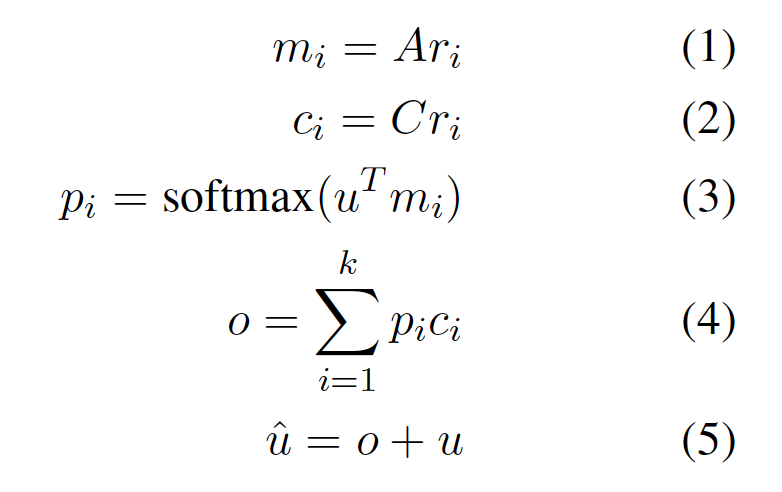 m_i = Ar_i (1)
c_i = Cr_i (2)
p_i = softmax(u^T m_i) (3)
o = \sum_{i=1}^{k} p_i c_i (4)
\hat{u} = o + u (5)